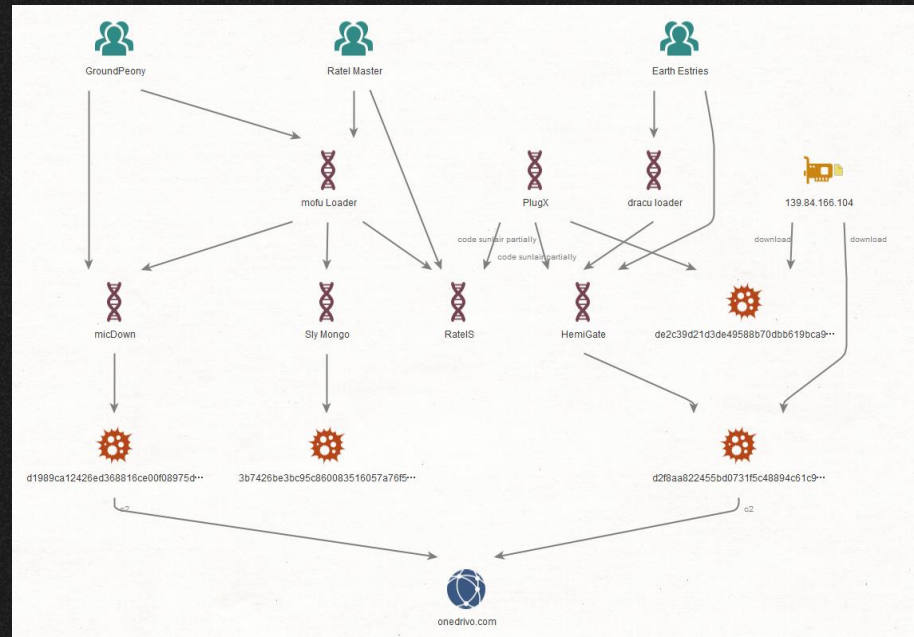 GroundPeony
Ratel Master
Earth Estries
mofu Loader
PlugX
dracu loader
139.84.166.104
code sunlair partially
code sunlair partially
download
download
micDown
Sly Mongo
RatelS
HemiGate
de2c39d21d3de49588b70dbb619bca9···
d1989ca12426ed368816ce00f08975d···
3b7426be3bc95c860083516057a76f5···
d2f8aa822455bd0731f5c48894c61c9···
c2
c2
onedrivo.com